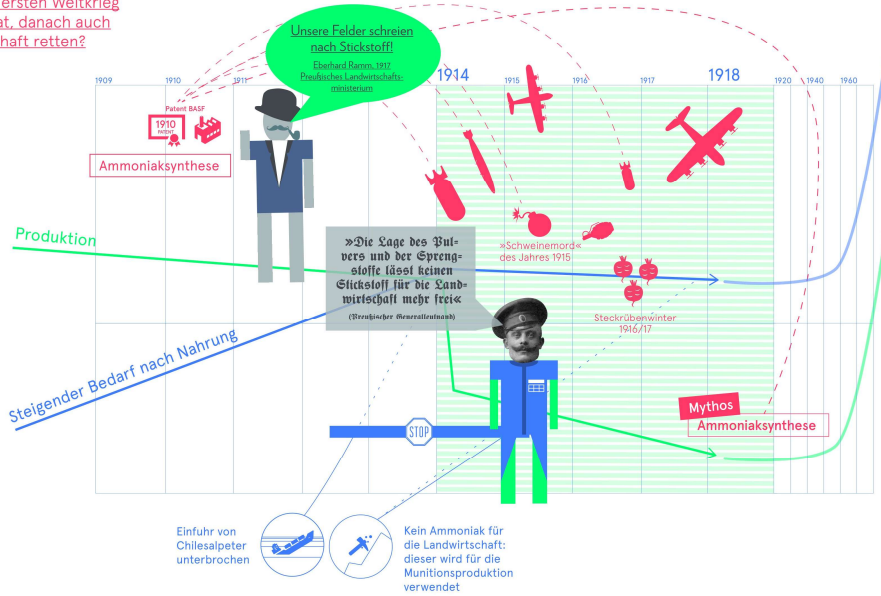 ersten Weltkrieg
at, danach auch
chaft retten?
Unsere Felder schreien
nach Stickstoff!
Eberhard Ramm, 1917
Preußisches Landwirtschafts-
ministerium
1909
1910
1911
1914
1915
1916
1917
1918
1920
1940
1960
Patent BASF
1910
PATENT
Ammoniaksynthese
Produktion
»Die Lage des Pul-
vers und der Spreng-
stoffe lässt keinen
Stickstoff für die Land-
wirtschaft mehr frei«
(Preußischer Generalleutnand)
»Schweinemord«
des Jahres 1915
Steckrübenwinter
1916/17
Steigender Bedarf nach Nahrung
Mythos
Ammoniaksynthese
STOP
Einfuhr von
Chilesalpeter
unterbrochen
Kein Ammoniak für
die Landwirtschaft:
dieser wird für die
Munitionsproduktion
verwendet